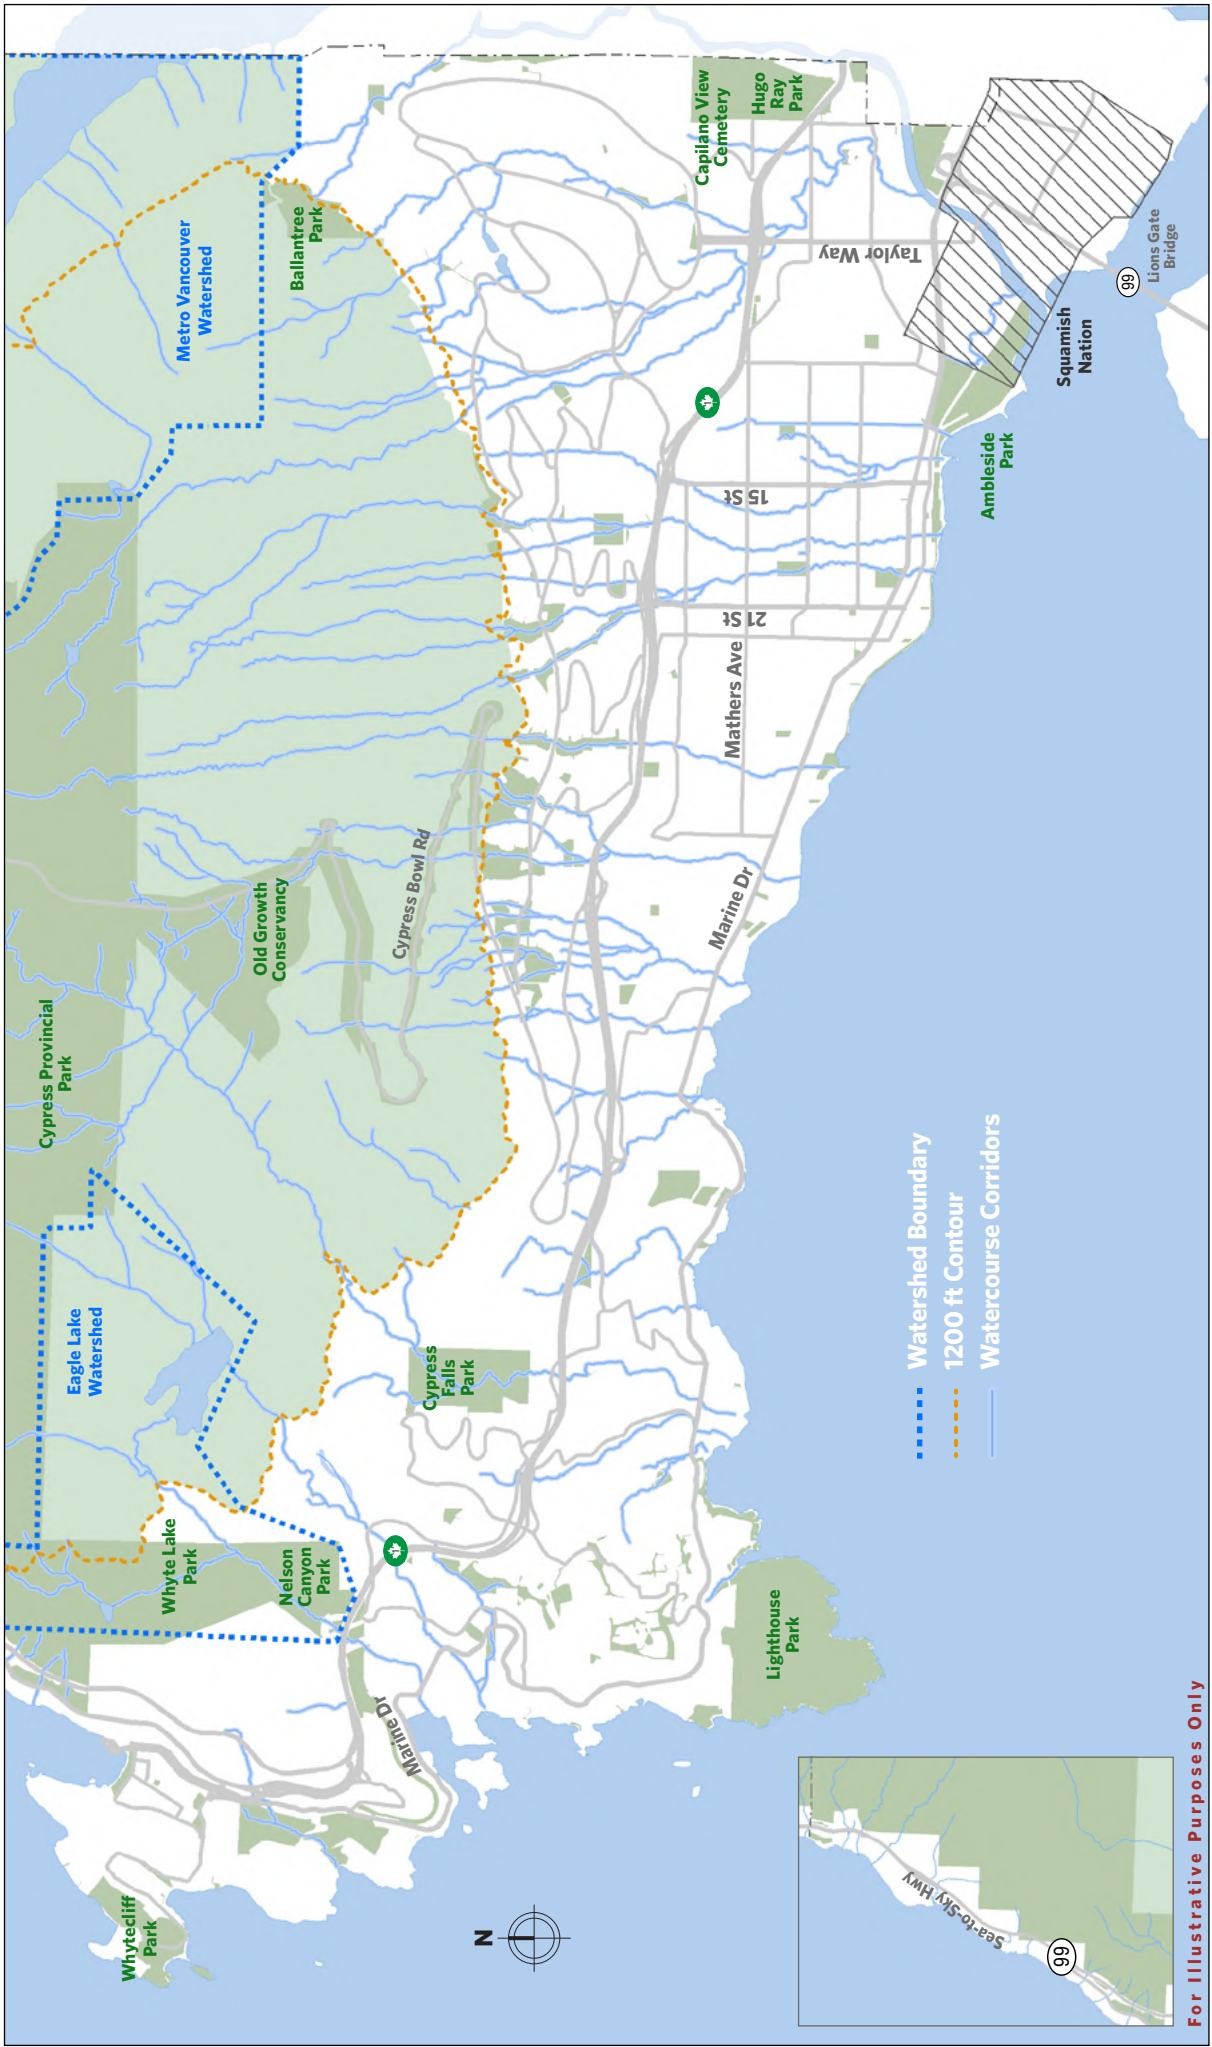 Metro Vancouver
Watershed
Ballantree
Park
Capilano View
Cemetery
Hugo
Ray
Park
Taylor Way
Lions Gate
Bridge
99
Squamish
Nation
Ambleside
Park
15 St
21 St
Mathers Ave
Marine Dr
Cypress Bowl Rd
Old Growth
Conservancy
Cypress Provincial
Park
Eagle Lake
Watershed
Cypress
Falls
Park
1
1
Whyte Lake
Park
Nelson
Canyon
Park
Lighthouse
Park
Marine Dr
Whytecliff
Park
N
Watershed Boundary
1200 ft Contour
Watercourse Corridors
Sea-to-Sky Hwy
99
For Illustrative Purposes Only